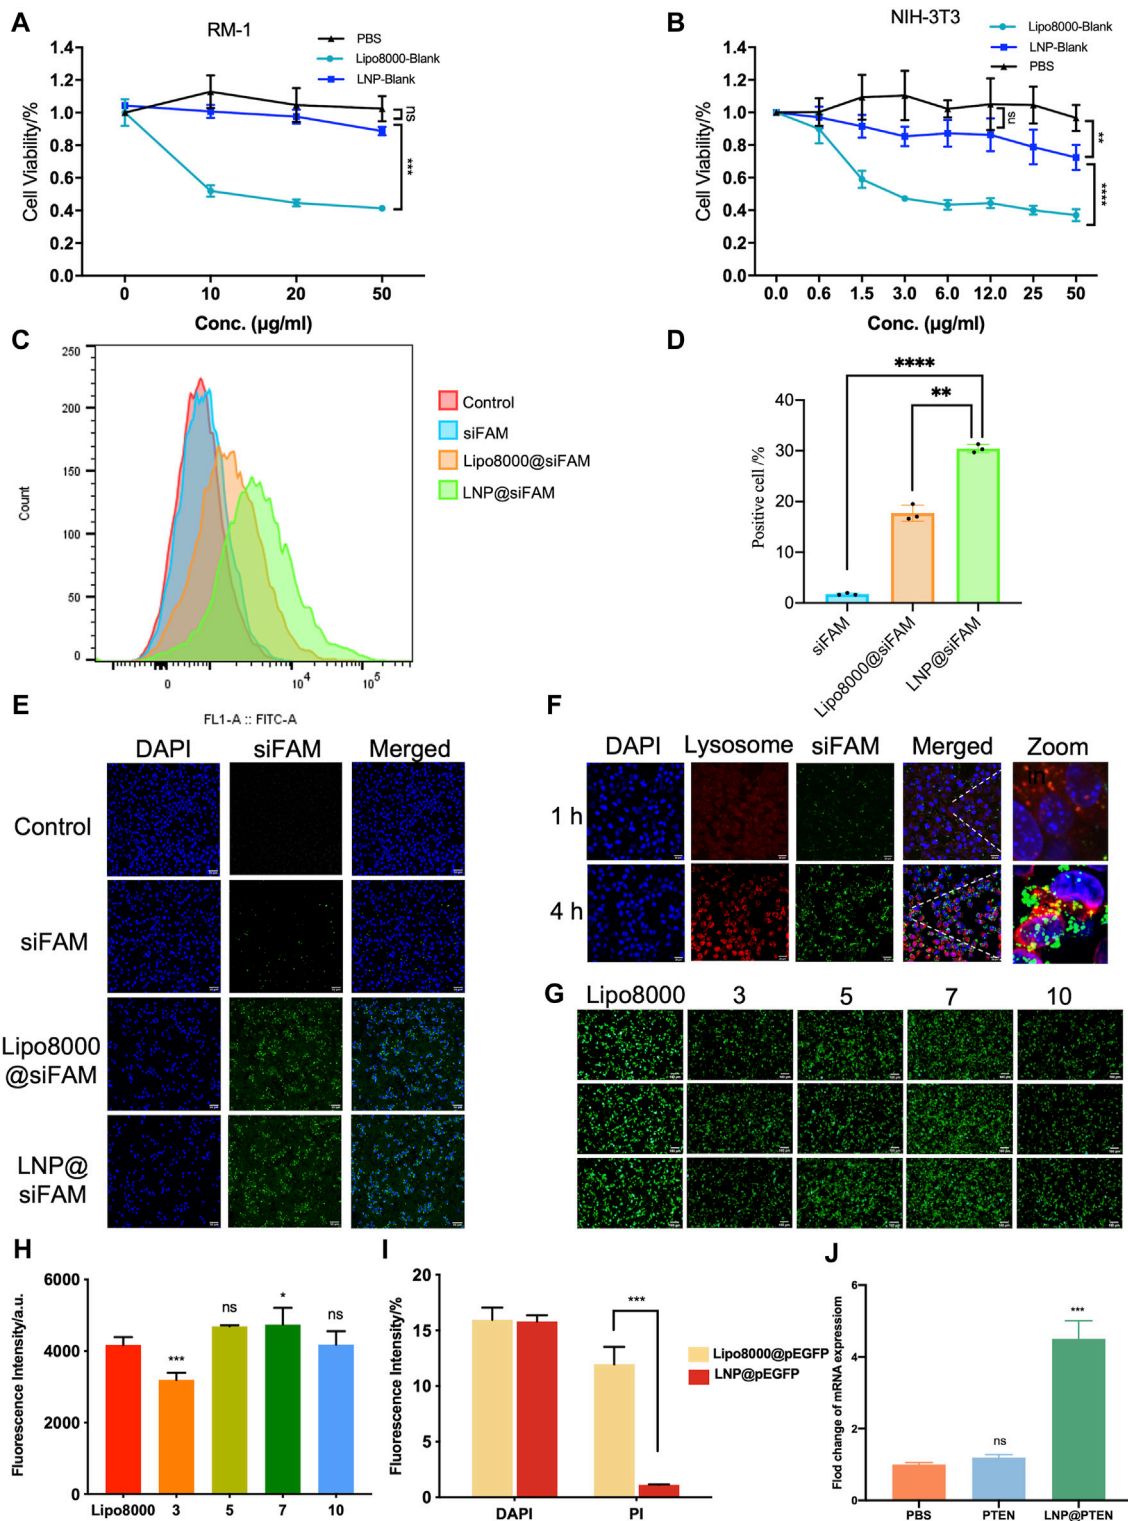 A
RM-1
PBS
Lipo8000-Blank
LNP-Blank
1.4
1.2
1.0
0.8
0.6
0.4
0.2
0.0
Cell Viability/%
ns
***
0 10 20 50
Conc. (µg/ml)
B
NIH-3T3
Lipo8000-Blank
LNP-Blank
PBS
1.4
1.2
1.0
0.8
0.6
0.4
0.2
0.0
Cell Viability/%
ns
**
****
0.0 0.6 1.5 3.0 6.0 12.0 25 50
Conc. (µg/ml)
C
250
200
150
100
50
0
Count
0 10^4 10^5
FL1-A :: FITC-A
Control
siFAM
Lipo8000@siFAM
LNP@siFAM
D
****
**
40
30
20
10
0
Positive cell /%
siFAM
Lipo8000@siFAM
LNP@siFAM
E
DAPI siFAM Merged
Control
siFAM
Lipo8000
@siFAM
LNP@
siFAM
F
DAPI Lysosome siFAM Merged Zoom
in
1 h
4 h
G
Lipo8000 3 5 7 10
H
6000
4000
2000
0
Fluorescence Intensity/a.u.
***
ns
*
ns
Lipo8000 3 5 7 10
I
20
15
10
5
0
Fluorescence Intensity/%
***
Lipo8000@pEGFP
LNP@pEGFP
DAPI PI
J
6
4
2
0
Flod change of mRNA expressiom
ns
***
PBS PTEN LNP@PTEN